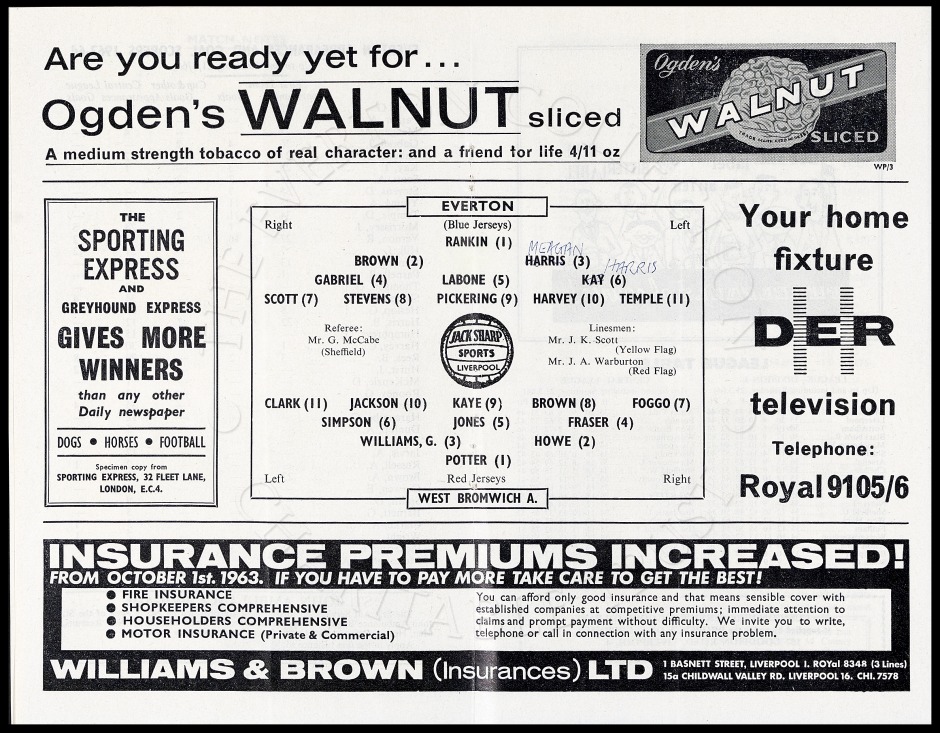 Are you ready yet for...
Ogden's WALNUT sliced
A medium strength tobacco of real character: and a friend for life 4/11 oz
Ogden's
WALNUT
SLICED
WP/3
THE
SPORTING
EXPRESS
AND
GREYHOUND EXPRESS
GIVES MORE
WINNERS
than any other
Daily newspaper
DOGS • HORSES • FOOTBALL
Specimen copy from
SPORTING EXPRESS, 32 FLEET LANE,
LONDON, E.C.4.
EVERTON
Right (Blue Jerseys) Left
RANKIN (1)
MEAGAN
BROWN (2) HARRIS (3)
HARRIS
GABRIEL (4) LABONE (5) KAY (6)
SCOTT (7) STEVENS (8) PICKERING (9) HARVEY (10) TEMPLE (11)
Referee:
Mr. G. McCabe
(Sheffield)
JACK SHARP
SPORTS
LIVERPOOL
Linesmen:
Mr. J. K. Scott
(Yellow Flag)
Mr. J. A. Warburton
(Red Flag)
CLARK (11) JACKSON (10) KAYE (9) BROWN (8) FOGGO (7)
SIMPSON (6) JONES (5) FRASER (4)
WILLIAMS, G. (3) HOWE (2)
POTTER (1)
Left Red Jerseys Right
WEST BROMWICH A.
Your home
fixture
DER
television
Telephone:
Royal 9105/6
INSURANCE PREMIUMS INCREASED!
FROM OCTOBER 1st. 1963. IF YOU HAVE TO PAY MORE TAKE CARE TO GET THE BEST!
● FIRE INSURANCE
● SHOPKEEPERS COMPREHENSIVE
● HOUSEHOLDERS COMPREHENSIVE
● MOTOR INSURANCE (Private & Commercial)
You can afford only good insurance and that means sensible cover with
established companies at competitive premiums; immediate attention to
claims and prompt payment without difficulty. We invite you to write,
telephone or call in connection with any insurance problem.
WILLIAMS & BROWN (Insurances) LTD
1 BASNETT STREET, LIVERPOOL 1. ROYal 8348 (3 Lines)
15a CHILDWALL VALLEY RD. LIVERPOOL 16. CHI. 7578